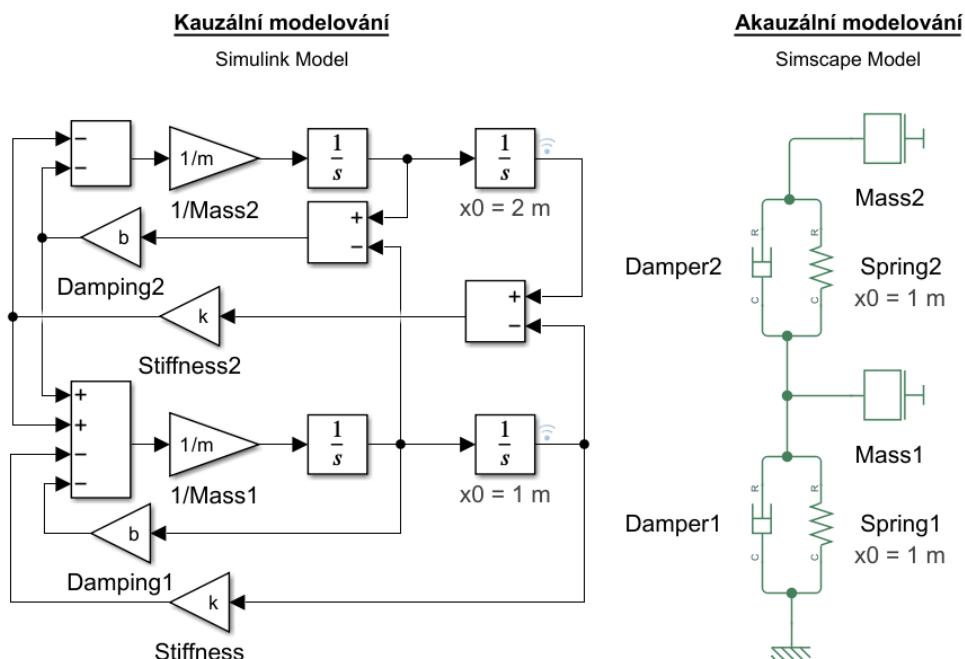 Kauzální modelování
Simulink Model
−
−
1/m
1/Mass2
1
s
1
s
x0 = 2 m
+
−
b
Damping2
+
−
k
Stiffness2
+
+
−
−
1/m
1/Mass1
1
s
1
s
x0 = 1 m
b
Damping1
k
Stiffness
Akauzální modelování
Simscape Model
Mass2
R
R
Damper2
Spring2
x0 = 1 m
C
C
Mass1
R
R
Damper1
Spring1
x0 = 1 m
C
C